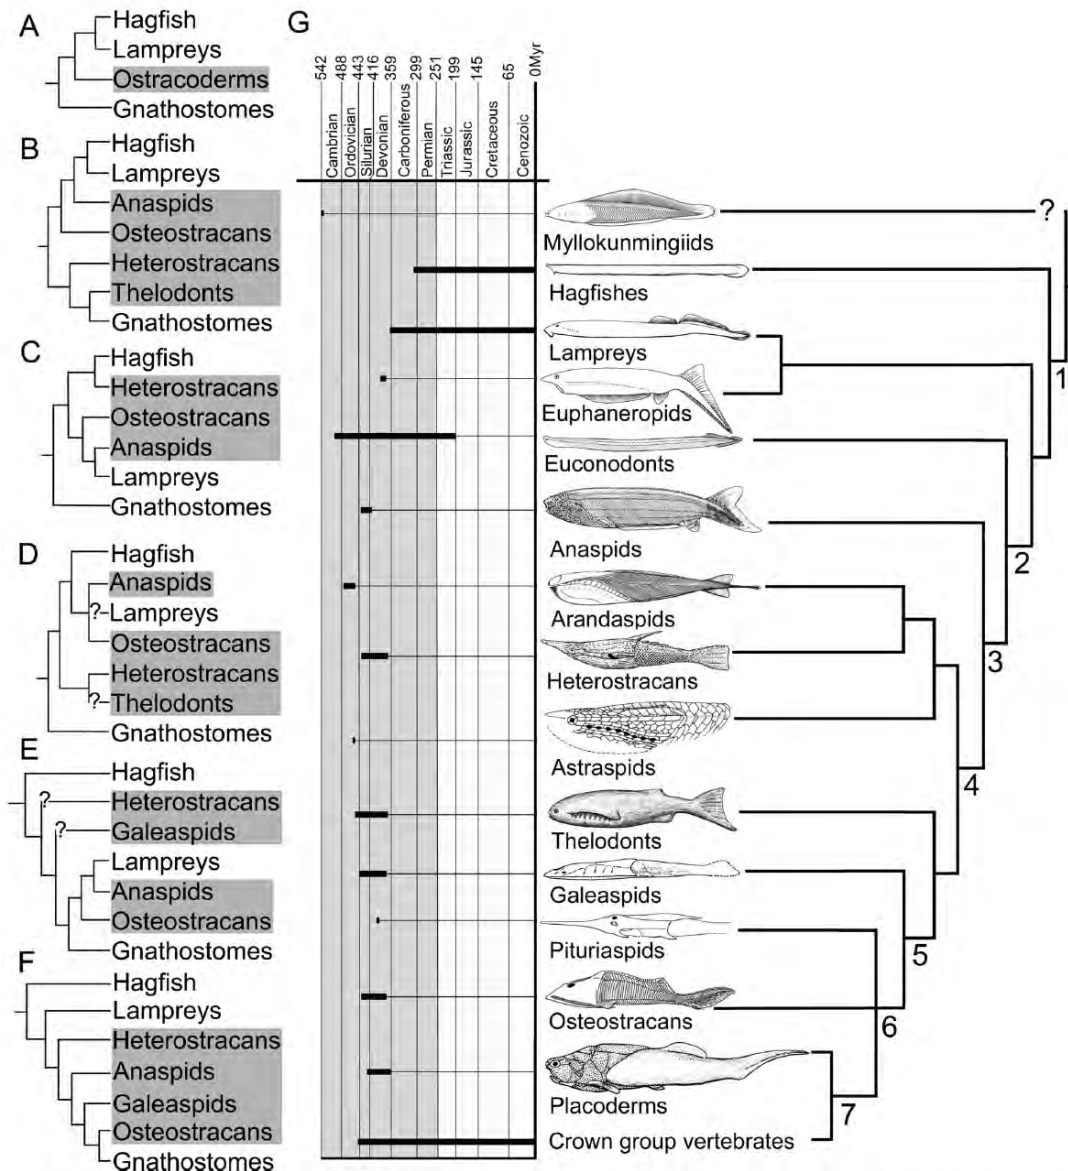 A
Hagfish
Lampreys
Ostracoderms
Gnathostomes
B
Hagfish
Lampreys
Anaspids
Osteostracans
Heterostracans
Thelodonts
Gnathostomes
C
Hagfish
Heterostracans
Osteostracans
Anaspids
Lampreys
Gnathostomes
D
Hagfish
Anaspids
? Lampreys
Osteostracans
Heterostracans
? Thelodonts
Gnathostomes
E
Hagfish
? Heterostracans
? Galeaspids
Lampreys
Anaspids
Osteostracans
Gnathostomes
F
Hagfish
Lampreys
Heterostracans
Anaspids
Galeaspids
Osteostracans
Gnathostomes
G
542
488
443
416
359
299
251
199
145
65
0Myr
Cambrian
Ordovician
Silurian
Devonian
Carboniferous
Permian
Triassic
Jurassic
Cretaceous
Cenozoic
Myllokunmingiids
?
Hagfishes
Lampreys
Euphaneropids
Euconodonts
Anaspids
Arandaspids
Heterostracans
Astraspids
Thelodonts
Galeaspids
Pituriaspids
Osteostracans
Placoderms
Crown group vertebrates
1
2
3
4
5
6
7